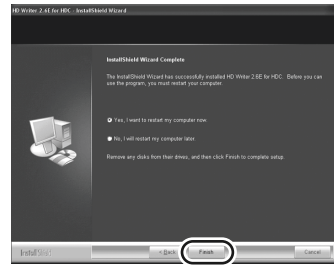 HD Writer 2.6E for HDC - InstallShield Wizard
InstallShield Wizard Complete
The InstallShield Wizard has successfully installed HD Writer 2.6E for HDC. Before you can
use the program, you must restart your computer.
Yes, I want to restart my computer now.
No, I will restart my computer later.
Remove any disks from their drives, and then click Finish to complete setup.
InstallShield
< Back
Finish
Cancel